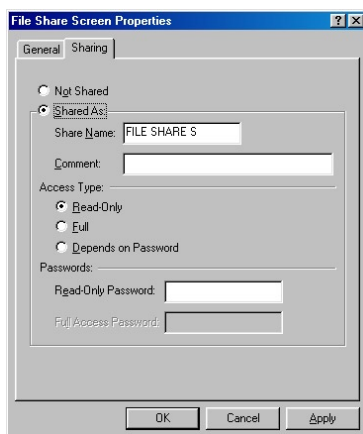 File Share Screen Properties
General Sharing
Not Shared
Shared As:
Share Name: FILE SHARE S
Comment:
Access Type:
Read-Only
Full
Depends on Password
Passwords:
Read-Only Password:
Full Access Password:
OK Cancel Apply